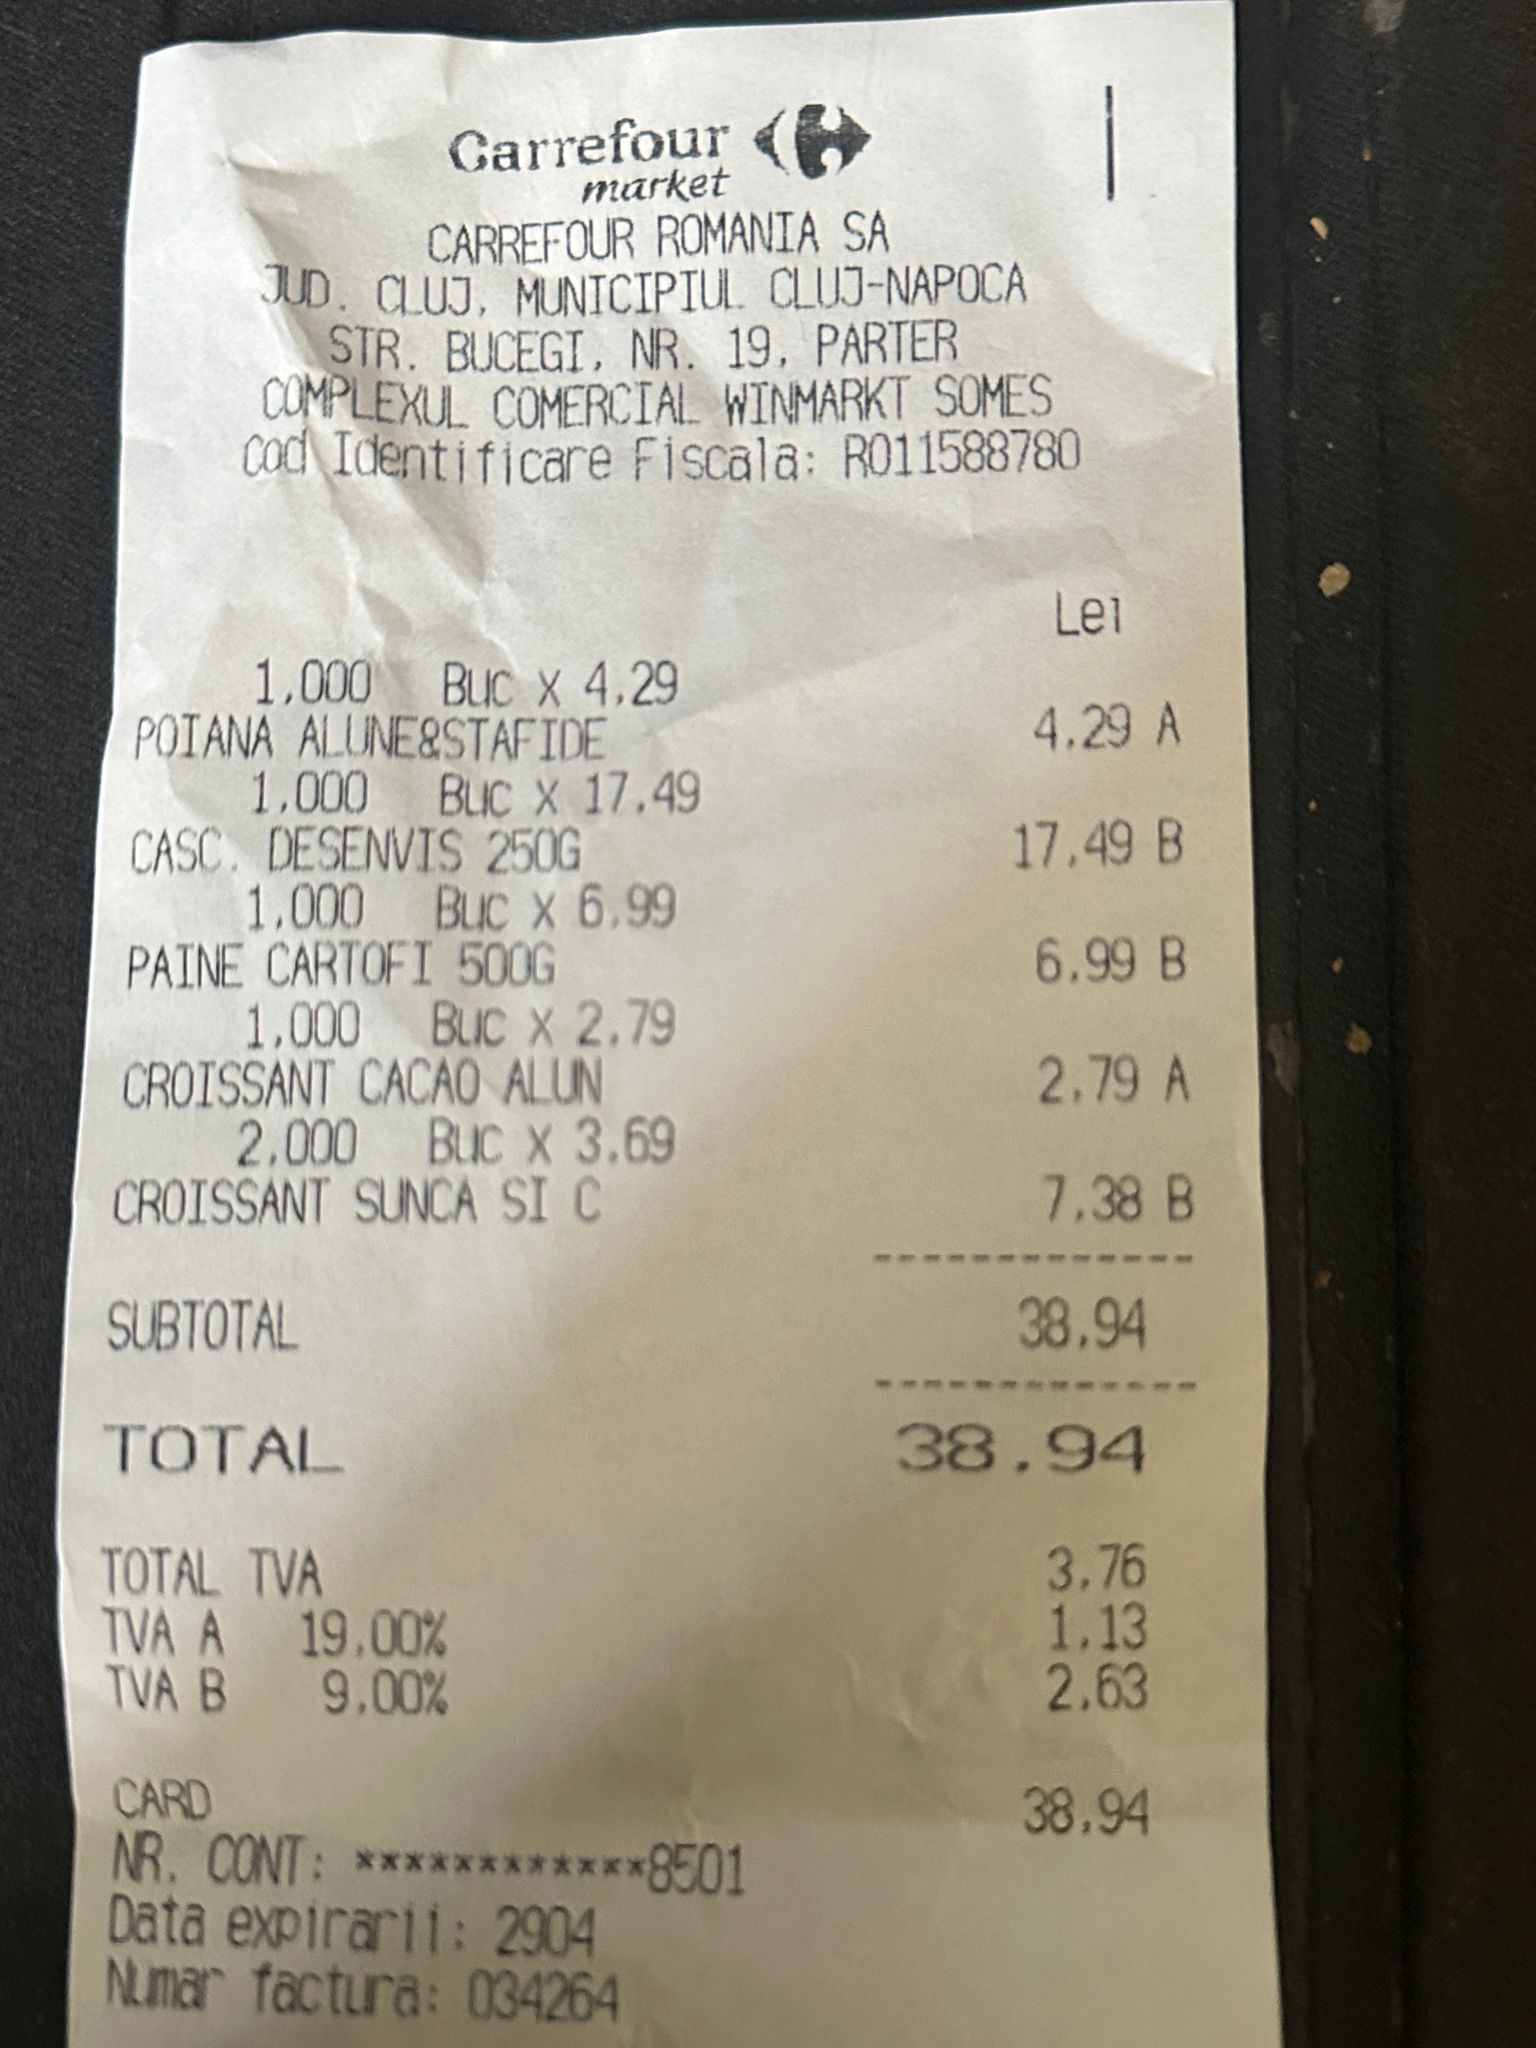 Carrefour
market
CARREFOUR ROMANIA SA
JUD. CLUJ, MUNICIPIUL CLUJ-NAPOCA
STR. BUCEGI, NR. 19, PARTER
COMPLEXUL COMERCIAL WINMARKT SOMES
Cod Identificare Fiscala: RO11588780
Lei
1,000 Buc x 4.29
POIANA ALUNE&STAFIDE 4.29 A
1,000 Buc x 17.49
CASC. DESENVIS 250G 17.49 B
1,000 Buc x 6.99
PAINE CARTOFI 500G 6.99 B
1,000 Buc x 2.79
CROISSANT CACAO ALUN 2.79 A
2,000 Buc x 3.69
CROISSANT SUNCA SI C 7.38 B
-------------
SUBTOTAL 38.94
-------------
TOTAL 38.94
TOTAL TVA 3.76
TVA A 19.00% 1.13
TVA B 9.00% 2.63
CARD 38.94
NR. CONT: ************8501
Data expirarii: 2904
Numar factura: 034264